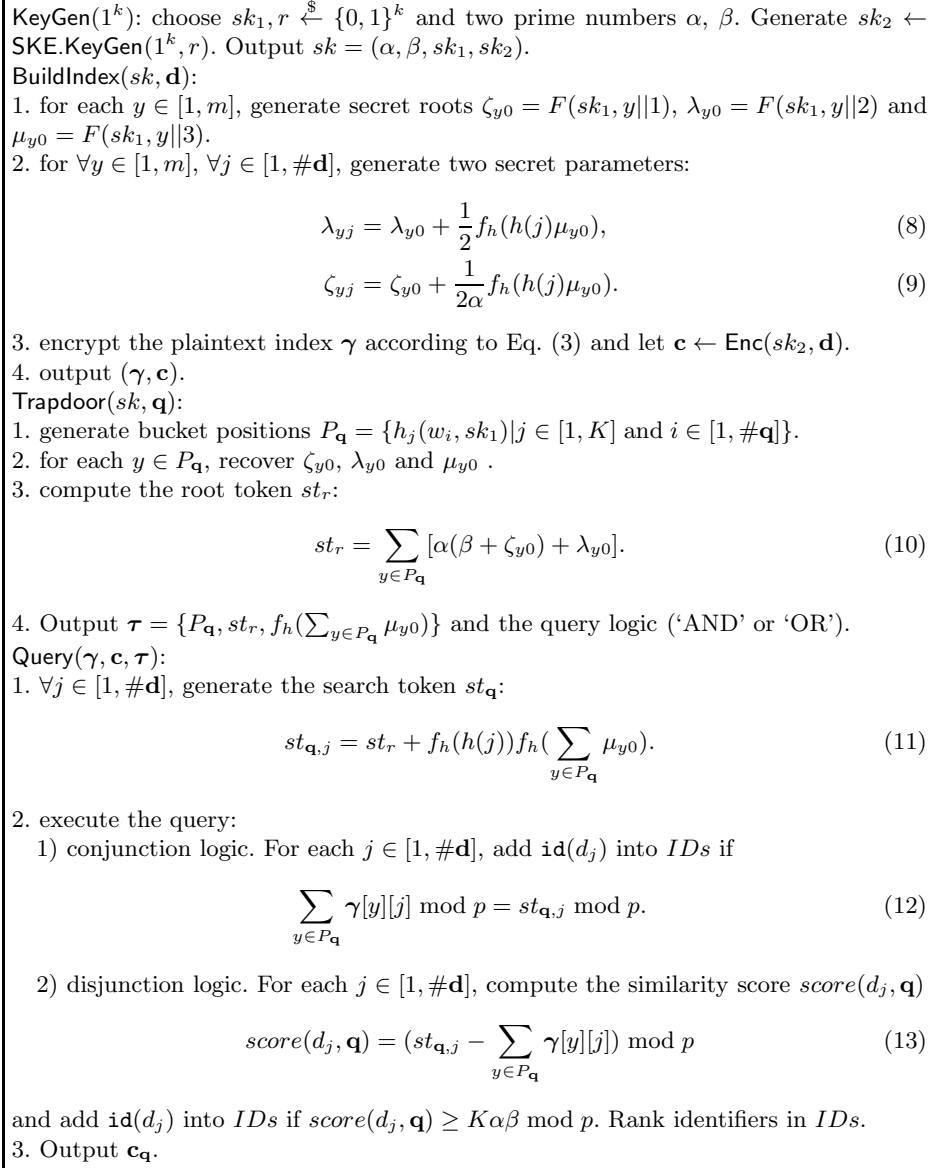 KeyGen(1^k): choose sk_1, r ←$ {0, 1}^k and two prime numbers α, β. Generate sk_2 ←
SKE.KeyGen(1^k, r). Output sk = (α, β, sk_1, sk_2).
BuildIndex(sk, d):
1. for each y ∈ [1, m], generate secret roots ζ_{y0} = F(sk_1, y||1), λ_{y0} = F(sk_1, y||2) and
μ_{y0} = F(sk_1, y||3).
2. for ∀y ∈ [1, m], ∀j ∈ [1, #d], generate two secret parameters:
λ_{yj} = λ_{y0} + \frac{1}{2} f_h(h(j)μ_{y0}), (8)
ζ_{yj} = ζ_{y0} + \frac{1}{2α} f_h(h(j)μ_{y0}). (9)
3. encrypt the plaintext index γ according to Eq. (3) and let c ← Enc(sk_2, d).
4. output (γ, c).
Trapdoor(sk, q):
1. generate bucket positions P_q = {h_j(w_i, sk_1)|j ∈ [1, K] and i ∈ [1, #q]}.
2. for each y ∈ P_q, recover ζ_{y0}, λ_{y0} and μ_{y0} .
3. compute the root token st_r:
st_r = ∑_{y∈P_q} [α(β + ζ_{y0}) + λ_{y0}]. (10)
4. Output τ = {P_q, st_r, f_h(∑_{y∈P_q} μ_{y0})} and the query logic (‘AND’ or ‘OR’).
Query(γ, c, τ):
1. ∀j ∈ [1, #d], generate the search token st_q:
st_{q,j} = st_r + f_h(h(j))f_h(∑_{y∈P_q} μ_{y0}). (11)
2. execute the query:
1) conjunction logic. For each j ∈ [1, #d], add id(d_j) into IDs if
∑_{y∈P_q} γ[y][j] mod p = st_{q,j} mod p. (12)
2) disjunction logic. For each j ∈ [1, #d], compute the similarity score score(d_j, q)
score(d_j, q) = (st_{q,j} − ∑_{y∈P_q} γ[y][j]) mod p (13)
and add id(d_j) into IDs if score(d_j, q) ≥ Kαβ mod p. Rank identifiers in IDs.
3. Output c_q.